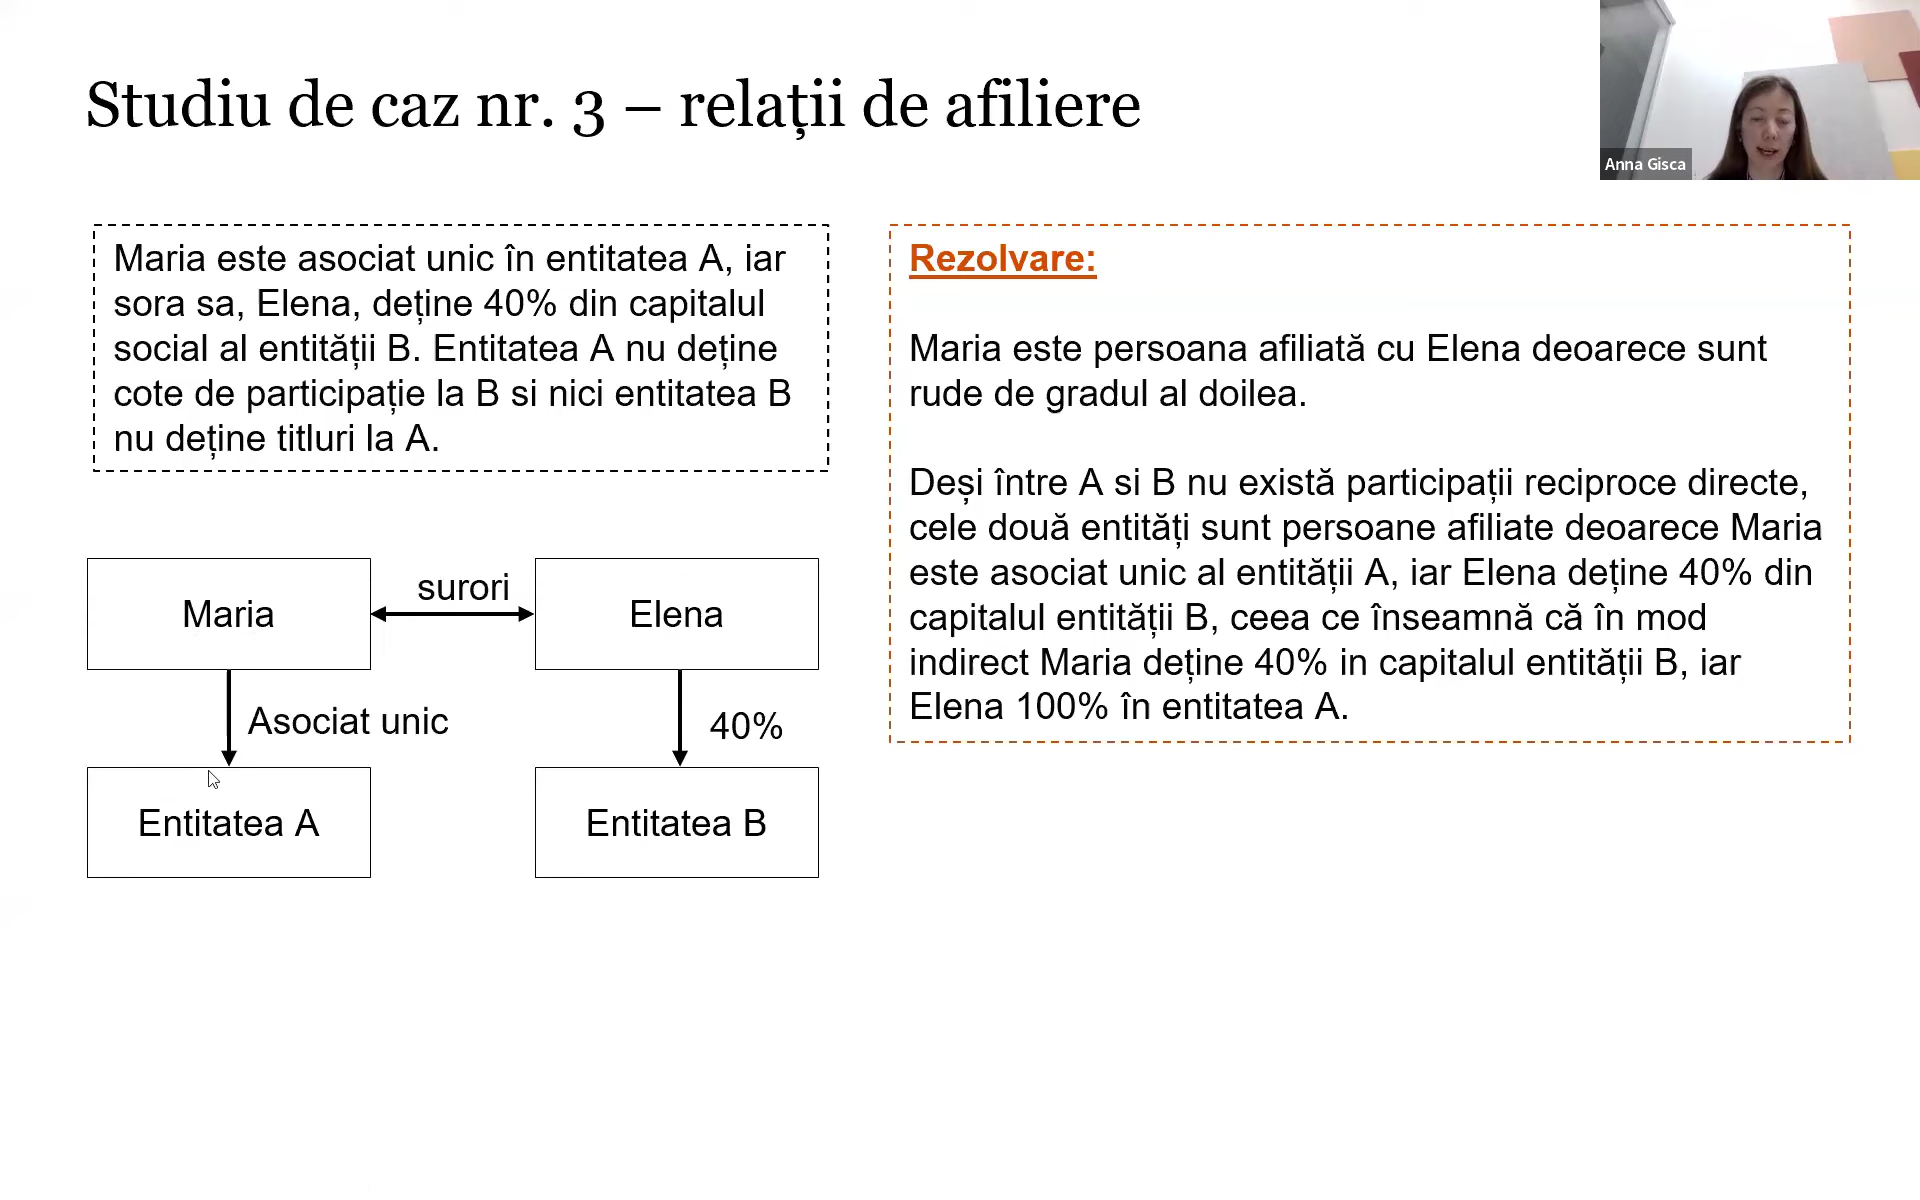 Studiu de caz nr. 3 – relații de afiliere
Anna Gisca
Maria este asociat unic în entitatea A, iar
sora sa, Elena, deține 40% din capitalul
social al entității B. Entitatea A nu deține
cote de participație la B si nici entitatea B
nu deține titluri la A.
Maria
surori
Elena
Asociat unic
40%
Entitatea A
Entitatea B
Rezolvare:
Maria este persoana afiliată cu Elena deoarece sunt
rude de gradul al doilea.
Deși între A si B nu există participații reciproce directe,
cele două entități sunt persoane afiliate deoarece Maria
este asociat unic al entității A, iar Elena deține 40% din
capitalul entității B, ceea ce înseamnă că în mod
indirect Maria deține 40% in capitalul entității B, iar
Elena 100% în entitatea A.